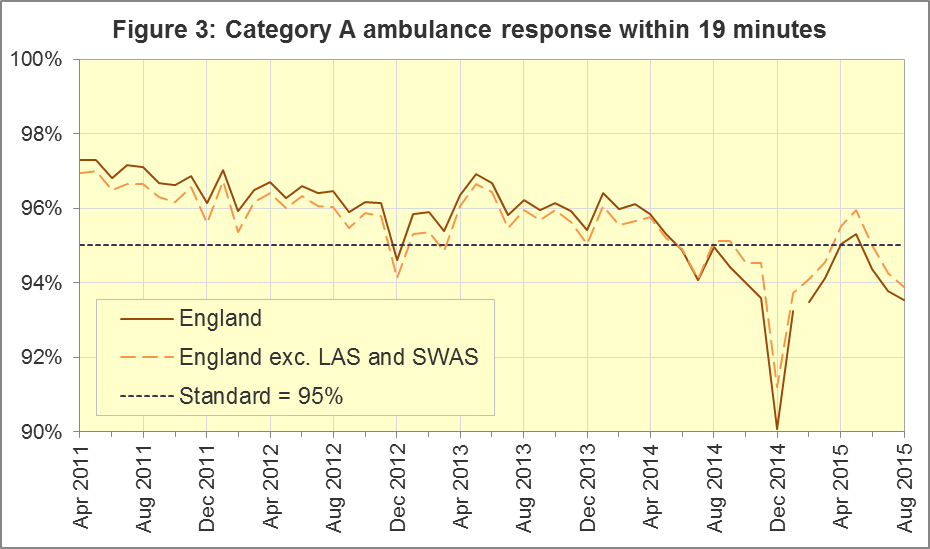 Figure 3: Category A ambulance response within 19 minutes
100%
98%
96%
94%
92%
90%
England
England exc. LAS and SWAS
Standard = 95%
Apr 2011
Aug 2011
Dec 2011
Apr 2012
Aug 2012
Dec 2012
Apr 2013
Aug 2013
Dec 2013
Apr 2014
Aug 2014
Dec 2014
Apr 2015
Aug 2015